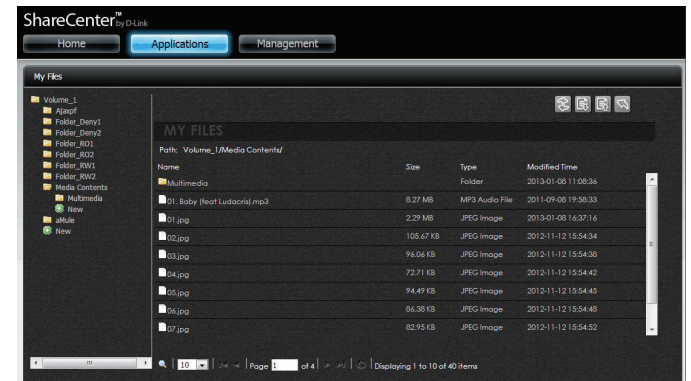 ShareCenter™ by D-Link
Home Applications Management
My Files
Volume_1
Ajaxpf
Folder_Deny1
Folder_Deny2
Folder_RO1
Folder_RO2
Folder_RW1
Folder_RW2
Media Contents
Multimedia
New
aMule
New
MY FILES
Path: Volume_1/Media Contents/
Name Size Type Modified Time
Multimedia Folder 2013-01-08 11:08:36
01. Baby (feat Ludacris).mp3 8.27 MB MP3 Audio File 2011-09-08 19:58:33
01.jpg 2.29 MB JPEG Image 2013-01-08 16:37:16
02.jpg 105.67 KB JPEG Image 2012-11-12 15:54:34
03.jpg 96.06 KB JPEG Image 2012-11-12 15:54:38
04.jpg 72.71 KB JPEG Image 2012-11-12 15:54:42
05.jpg 94.49 KB JPEG Image 2012-11-12 15:54:45
06.jpg 86.38 KB JPEG Image 2012-11-12 15:54:48
07.jpg 82.95 KB JPEG Image 2012-11-12 15:54:52
10 Page 1 of 4 Displaying 1 to 10 of 40 items